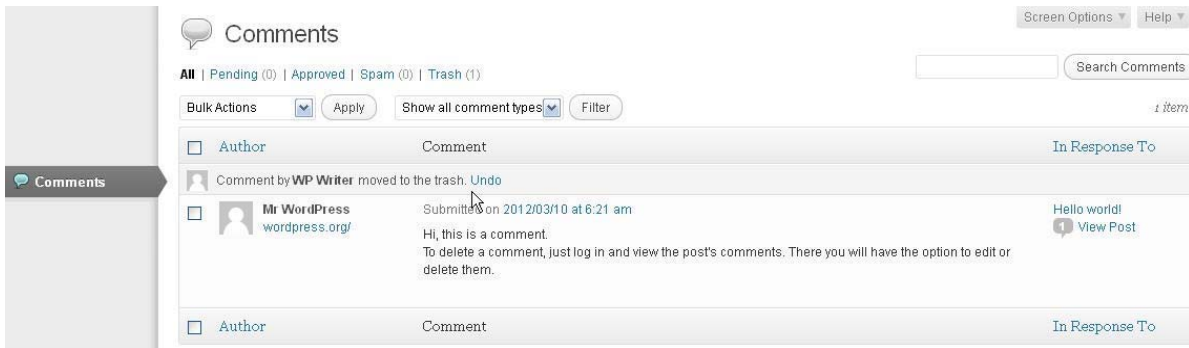 Screen Options Help
Comments
All | Pending (0) | Approved | Spam (0) | Trash (1)
Search Comments
Bulk Actions Apply Show all comment types Filter 1 item
Author Comment In Response To
Comments
Comment by WP Writer moved to the trash. Undo
Mr WordPress Submitted on 2012/03/10 at 6:21 am Hello world!
wordpress.org/ 1 View Post
Hi, this is a comment.
To delete a comment, just log in and view the post's comments. There you will have the option to edit or
delete them.
Author Comment In Response To